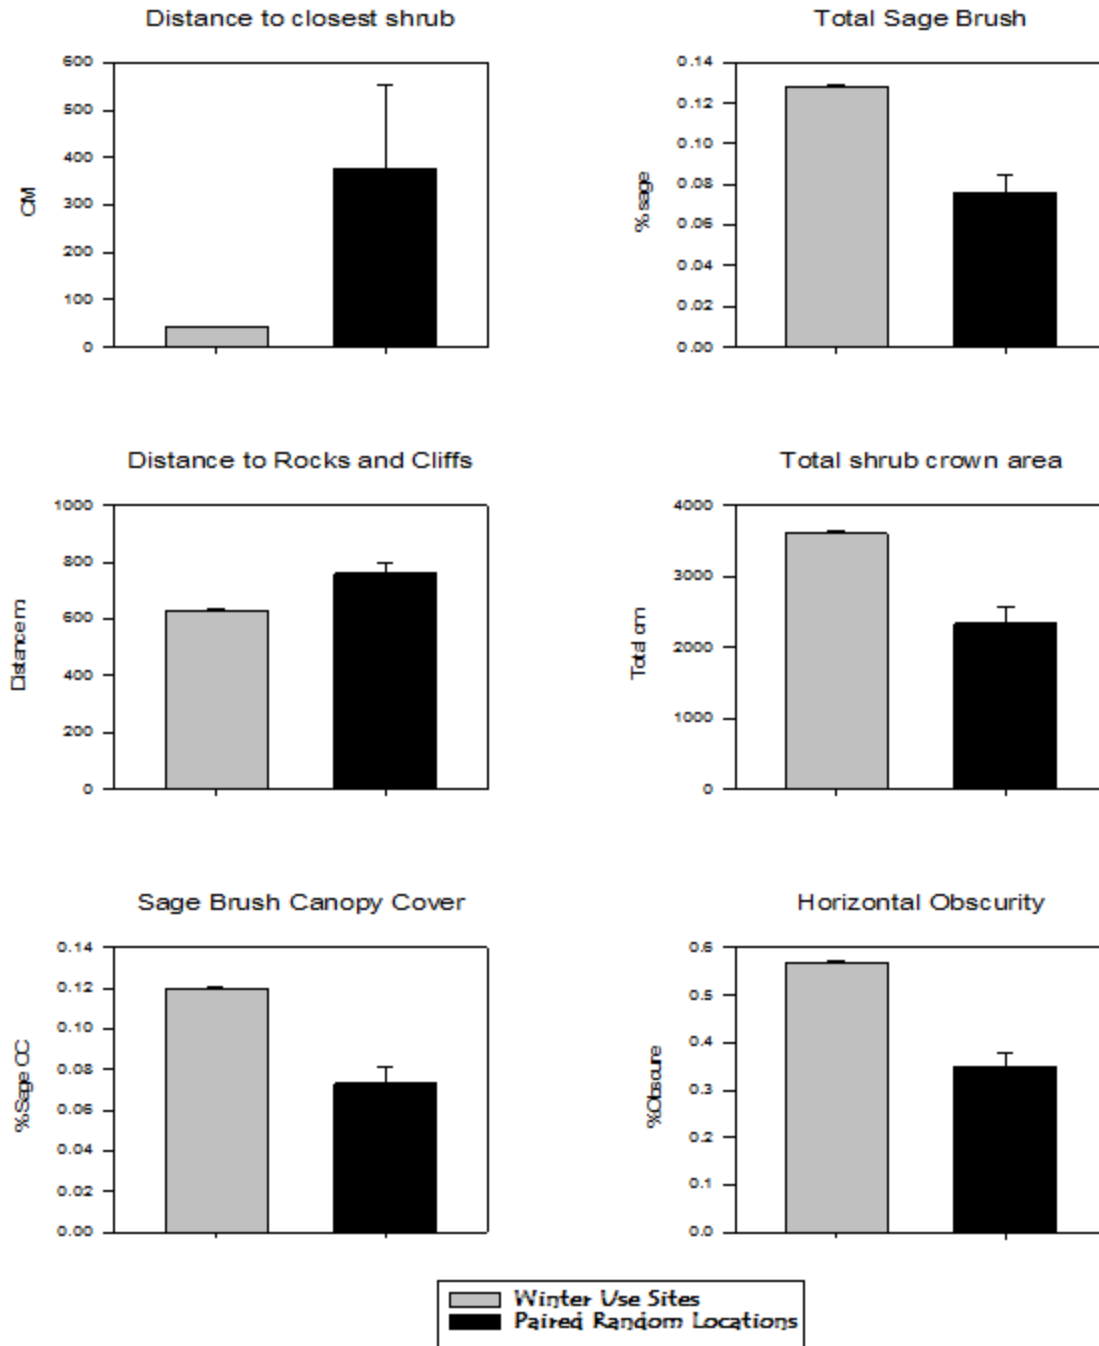 Distance to closest shrub
600
500
400
300
200
100
0
CM
Total Sage Brush
0.14
0.12
0.10
0.08
0.06
0.04
0.02
0.00
% sage
Distance to Rocks and Cliffs
1000
800
600
400
200
0
Distance m
Total shrub crown area
4000
3000
2000
1000
0
Total cm
Sage Brush Canopy Cover
0.14
0.12
0.10
0.08
0.06
0.04
0.02
0.00
%Sage CC
Horizontal Obscurity
0.6
0.5
0.4
0.3
0.2
0.1
0.0
%Obscure
Winter Use Sites
Paired Random Locations